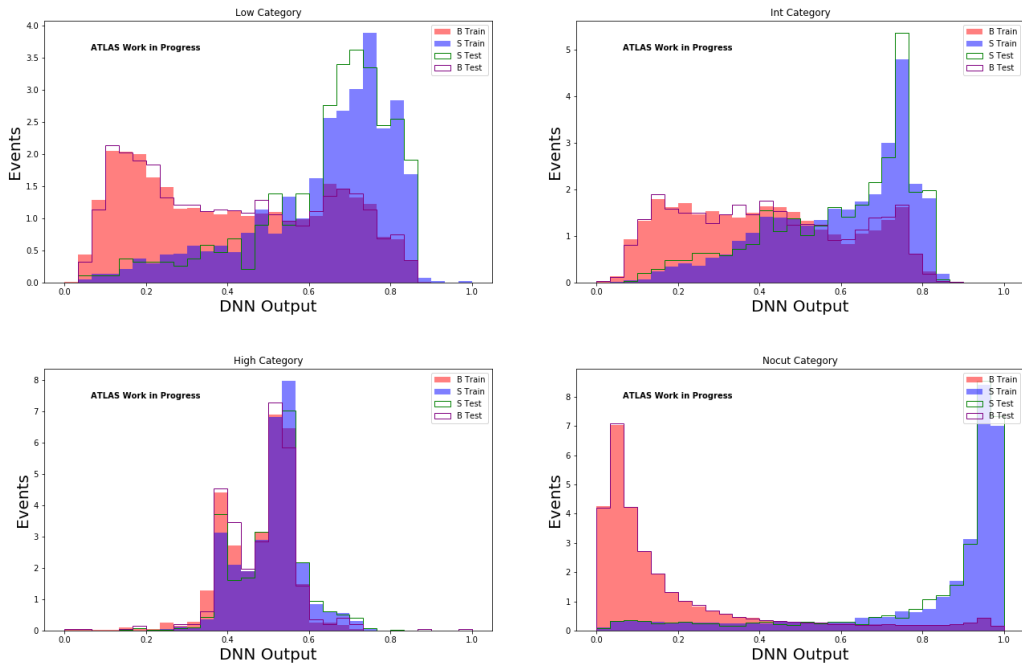 Low Category
ATLAS Work in Progress
B Train
S Train
S Test
B Test
Events
4.0
3.5
3.0
2.5
2.0
1.5
1.0
0.5
0.0
0.0 0.2 0.4 0.6 0.8 1.0
DNN Output
Int Category
ATLAS Work in Progress
B Train
S Train
S Test
B Test
Events
5
4
3
2
1
0
0.0 0.2 0.4 0.6 0.8 1.0
DNN Output
High Category
ATLAS Work in Progress
B Train
S Train
S Test
B Test
Events
8
7
6
5
4
3
2
1
0
0.0 0.2 0.4 0.6 0.8 1.0
DNN Output
Nocut Category
ATLAS Work in Progress
B Train
S Train
S Test
B Test
Events
8
7
6
5
4
3
2
1
0
0.0 0.2 0.4 0.6 0.8 1.0
DNN Output